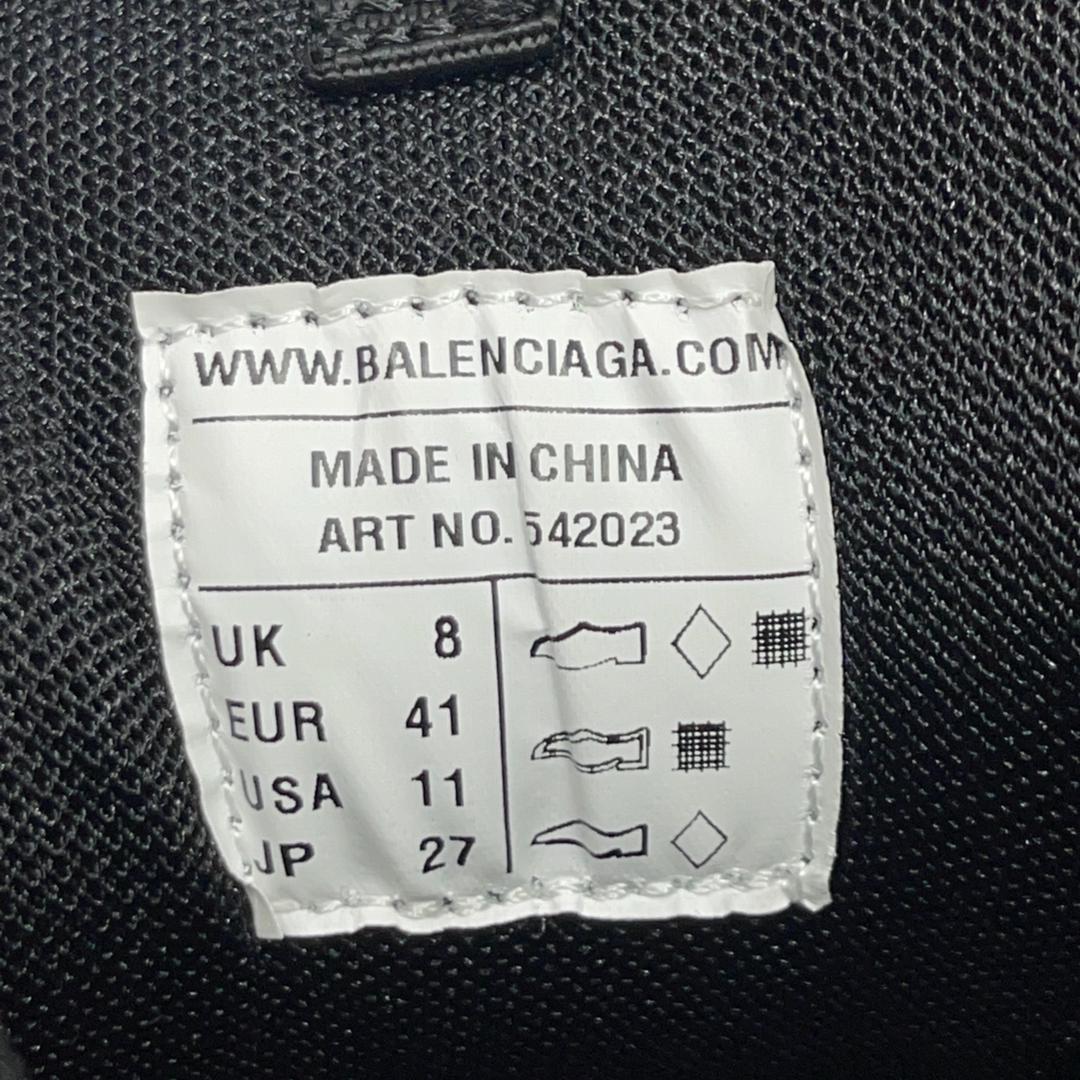 WWW.BALENCIAGA.COM
MADE IN CHINA
ART NO. 542023
UK 8
EUR 41
USA 11
JP 27